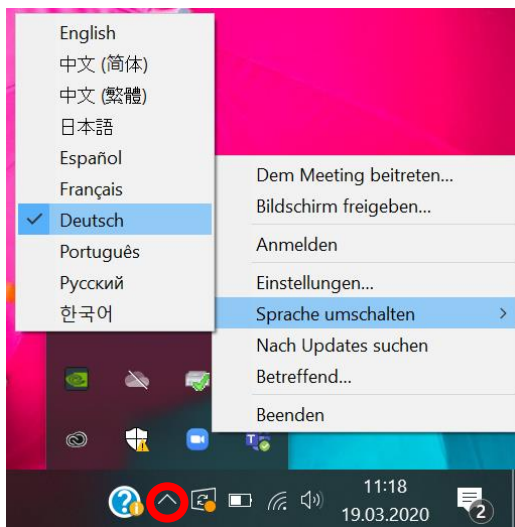 English
中文 (简体)
中文 (繁體)
日本語
Español
Français
Deutsch
Português
Русский
한국어
Dem Meeting beitreten...
Bildschirm freigeben...
Anmelden
Einstellungen...
Sprache umschalten
Nach Updates suchen
Betreffend...
Beenden
11:18
19.03.2020
2